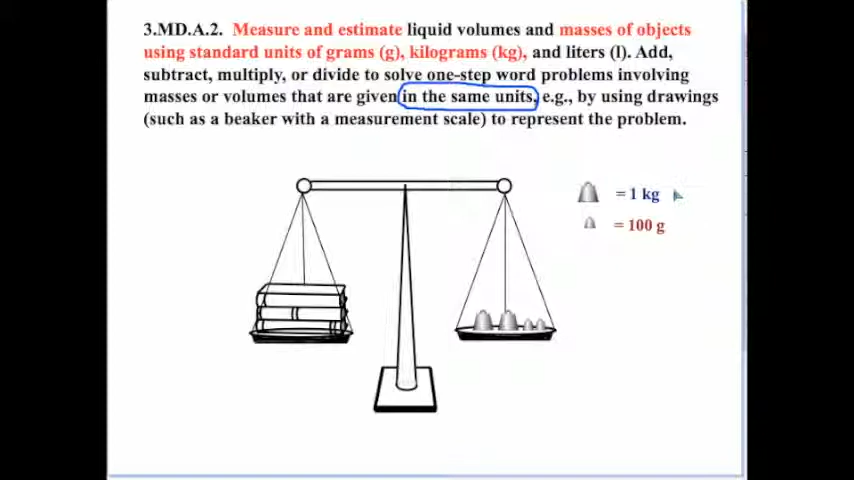 3.MD.A.2. Measure and estimate liquid volumes and masses of objects
using standard units of grams (g), kilograms (kg), and liters (l). Add,
subtract, multiply, or divide to solve one-step word problems involving
masses or volumes that are given in the same units, e.g., by using drawings
(such as a beaker with a measurement scale) to represent the problem.
= 1 kg
= 100 g